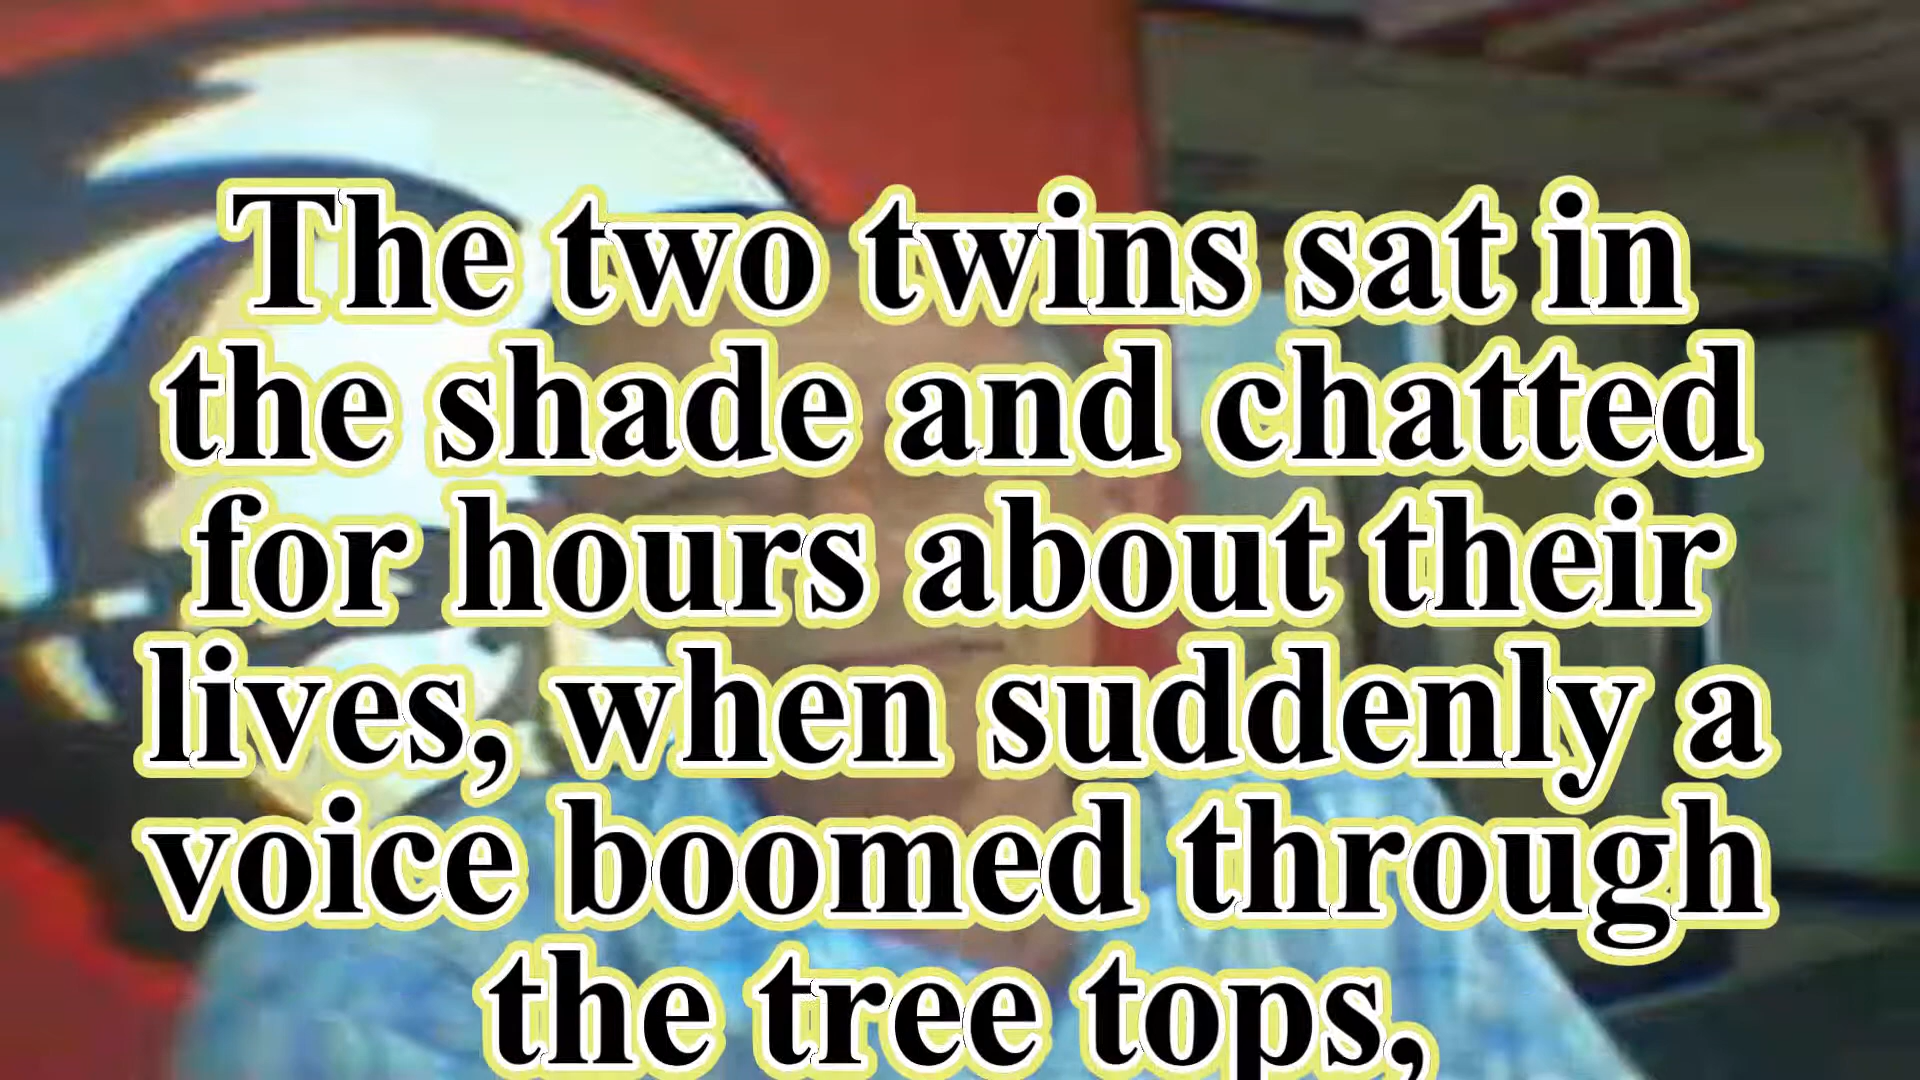 The two twins sat in
the shade and chatted
for hours about their
lives, when suddenly a
voice boomed through
the tree tops,